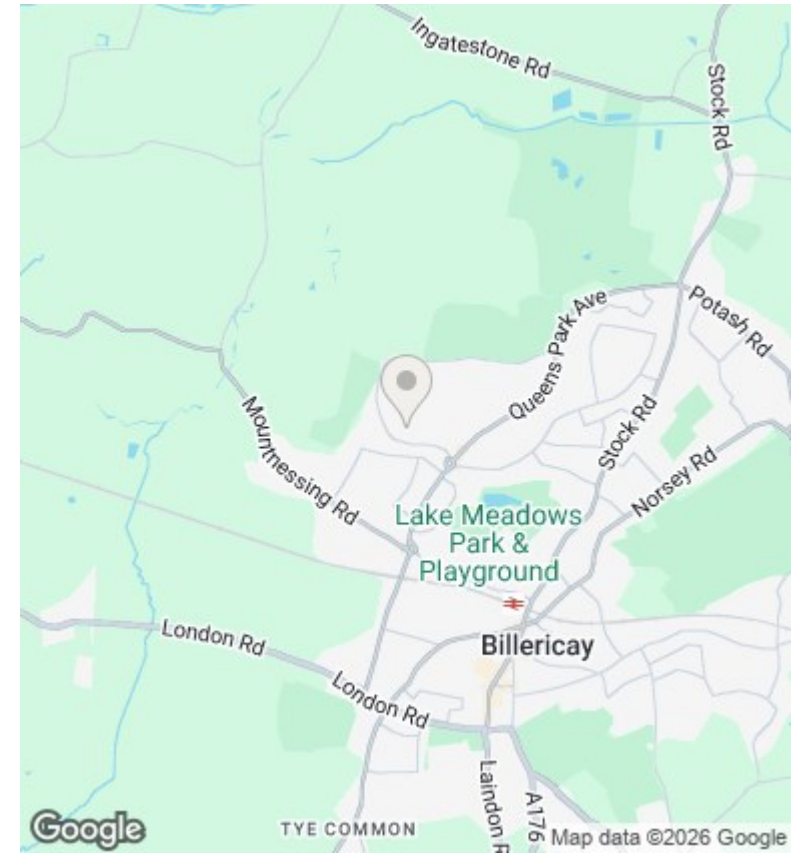 Ingatestone Rd
Stock Rd
Queens Park Ave
Potash Rd
Mountnessing Rd
Stock Rd
Norsey Rd
Lake Meadows
Park &
Playground
London Rd
Billericay
London Rd
Laindon R
A176
TYE COMMON
Google
Map data ©2026 Google